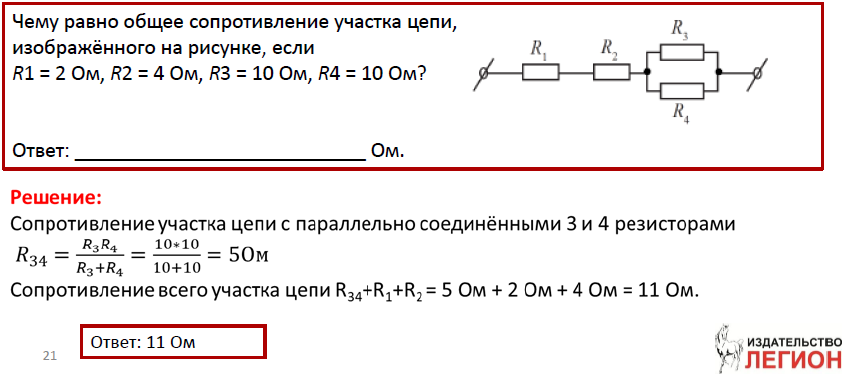 Чему равно общее сопротивление участка цепи,
изображённого на рисунке, если
R1 = 2 Ом, R2 = 4 Ом, R3 = 10 Ом, R4 = 10 Ом?
R₁ R₂ R₃
R₄
Ответ: ____________________________ Ом.
Решение:
Сопротивление участка цепи с параллельно соединёнными 3 и 4 резисторами
R₃₄ = R₃R₄/(R₃+R₄) = 10*10/(10+10) = 5Ом
Сопротивление всего участка цепи R₃₄+R₁+R₂ = 5 Ом + 2 Ом + 4 Ом = 11 Ом.
Ответ: 11 Ом
21
ИЗДАТЕЛЬСТВО
ЛЕГИОН